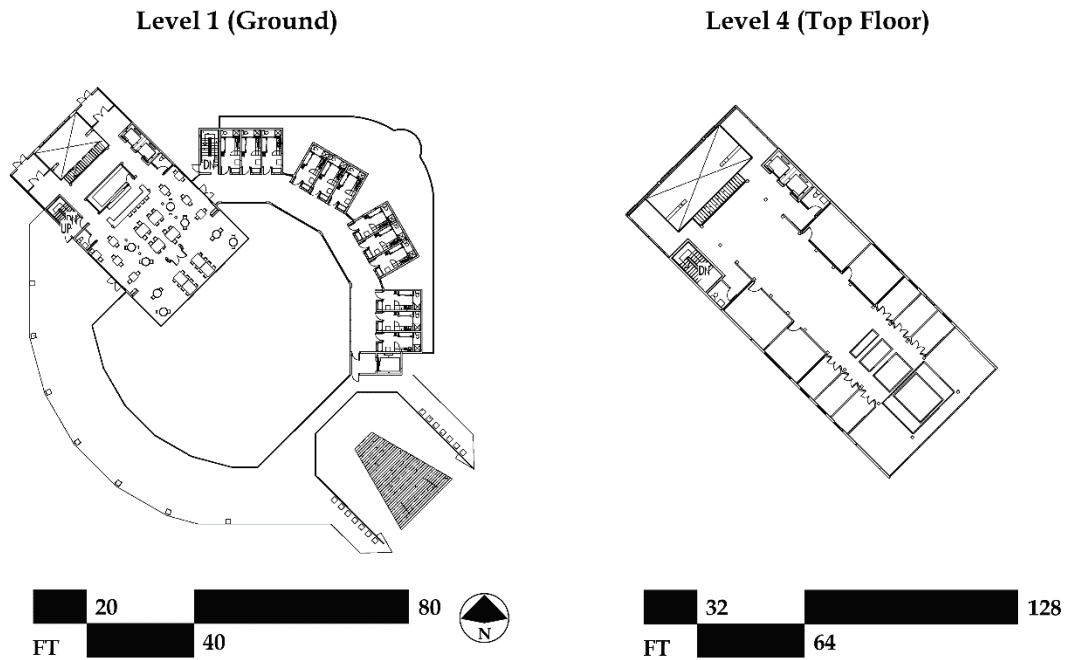 Level 1 (Ground)
Level 4 (Top Floor)
DN
UP
DN
20
80
FT
40
N
32
128
FT
64